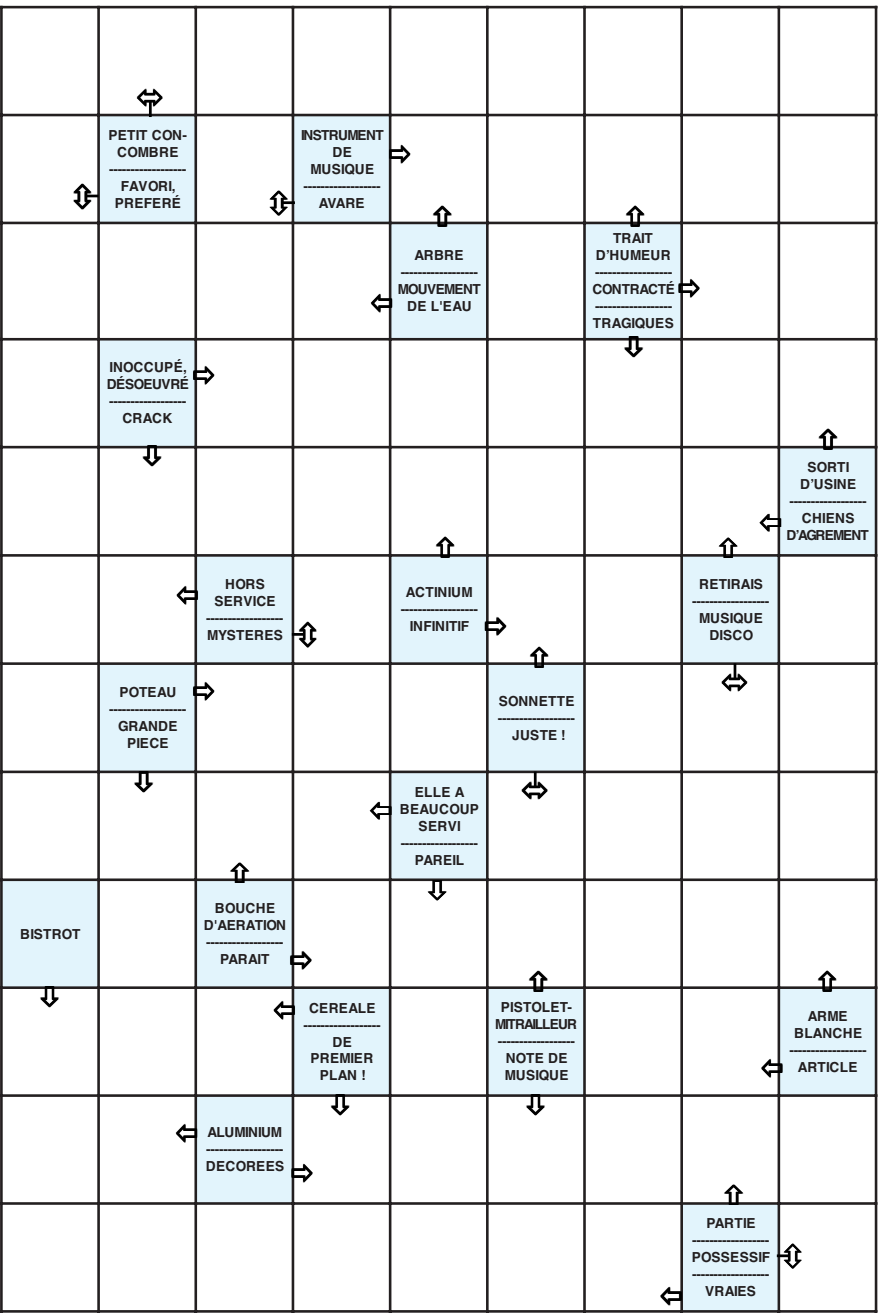 PETIT CON-
COMBRE
FAVORI,
PREFERÉ
INSTRUMENT
DE
MUSIQUE
AVARE
ARBRE
MOUVEMENT
DE L'EAU
TRAIT
D'HUMEUR
CONTRACTÉ
TRAGIQUES
INOCCUPÉ,
DÉSOEUVRÉ
CRACK
SORTI
D'USINE
CHIENS
D'AGREMENT
HORS
SERVICE
MYSTERES
ACTINIUM
INFINITIF
RETIRAIS
MUSIQUE
DISCO
POTEAU
GRANDE
PIECE
SONNETTE
JUSTE !
ELLE A
BEAUCOUP
SERVI
PAREIL
BISTROT
BOUCHE
D'AERATION
PARAIT
CEREALE
DE
PREMIER
PLAN !
PISTOLET-
MITRAILLEUR
NOTE DE
MUSIQUE
ARME
BLANCHE
ARTICLE
ALUMINIUM
DECOREES
PARTIE
POSSESSIF
VRAIES